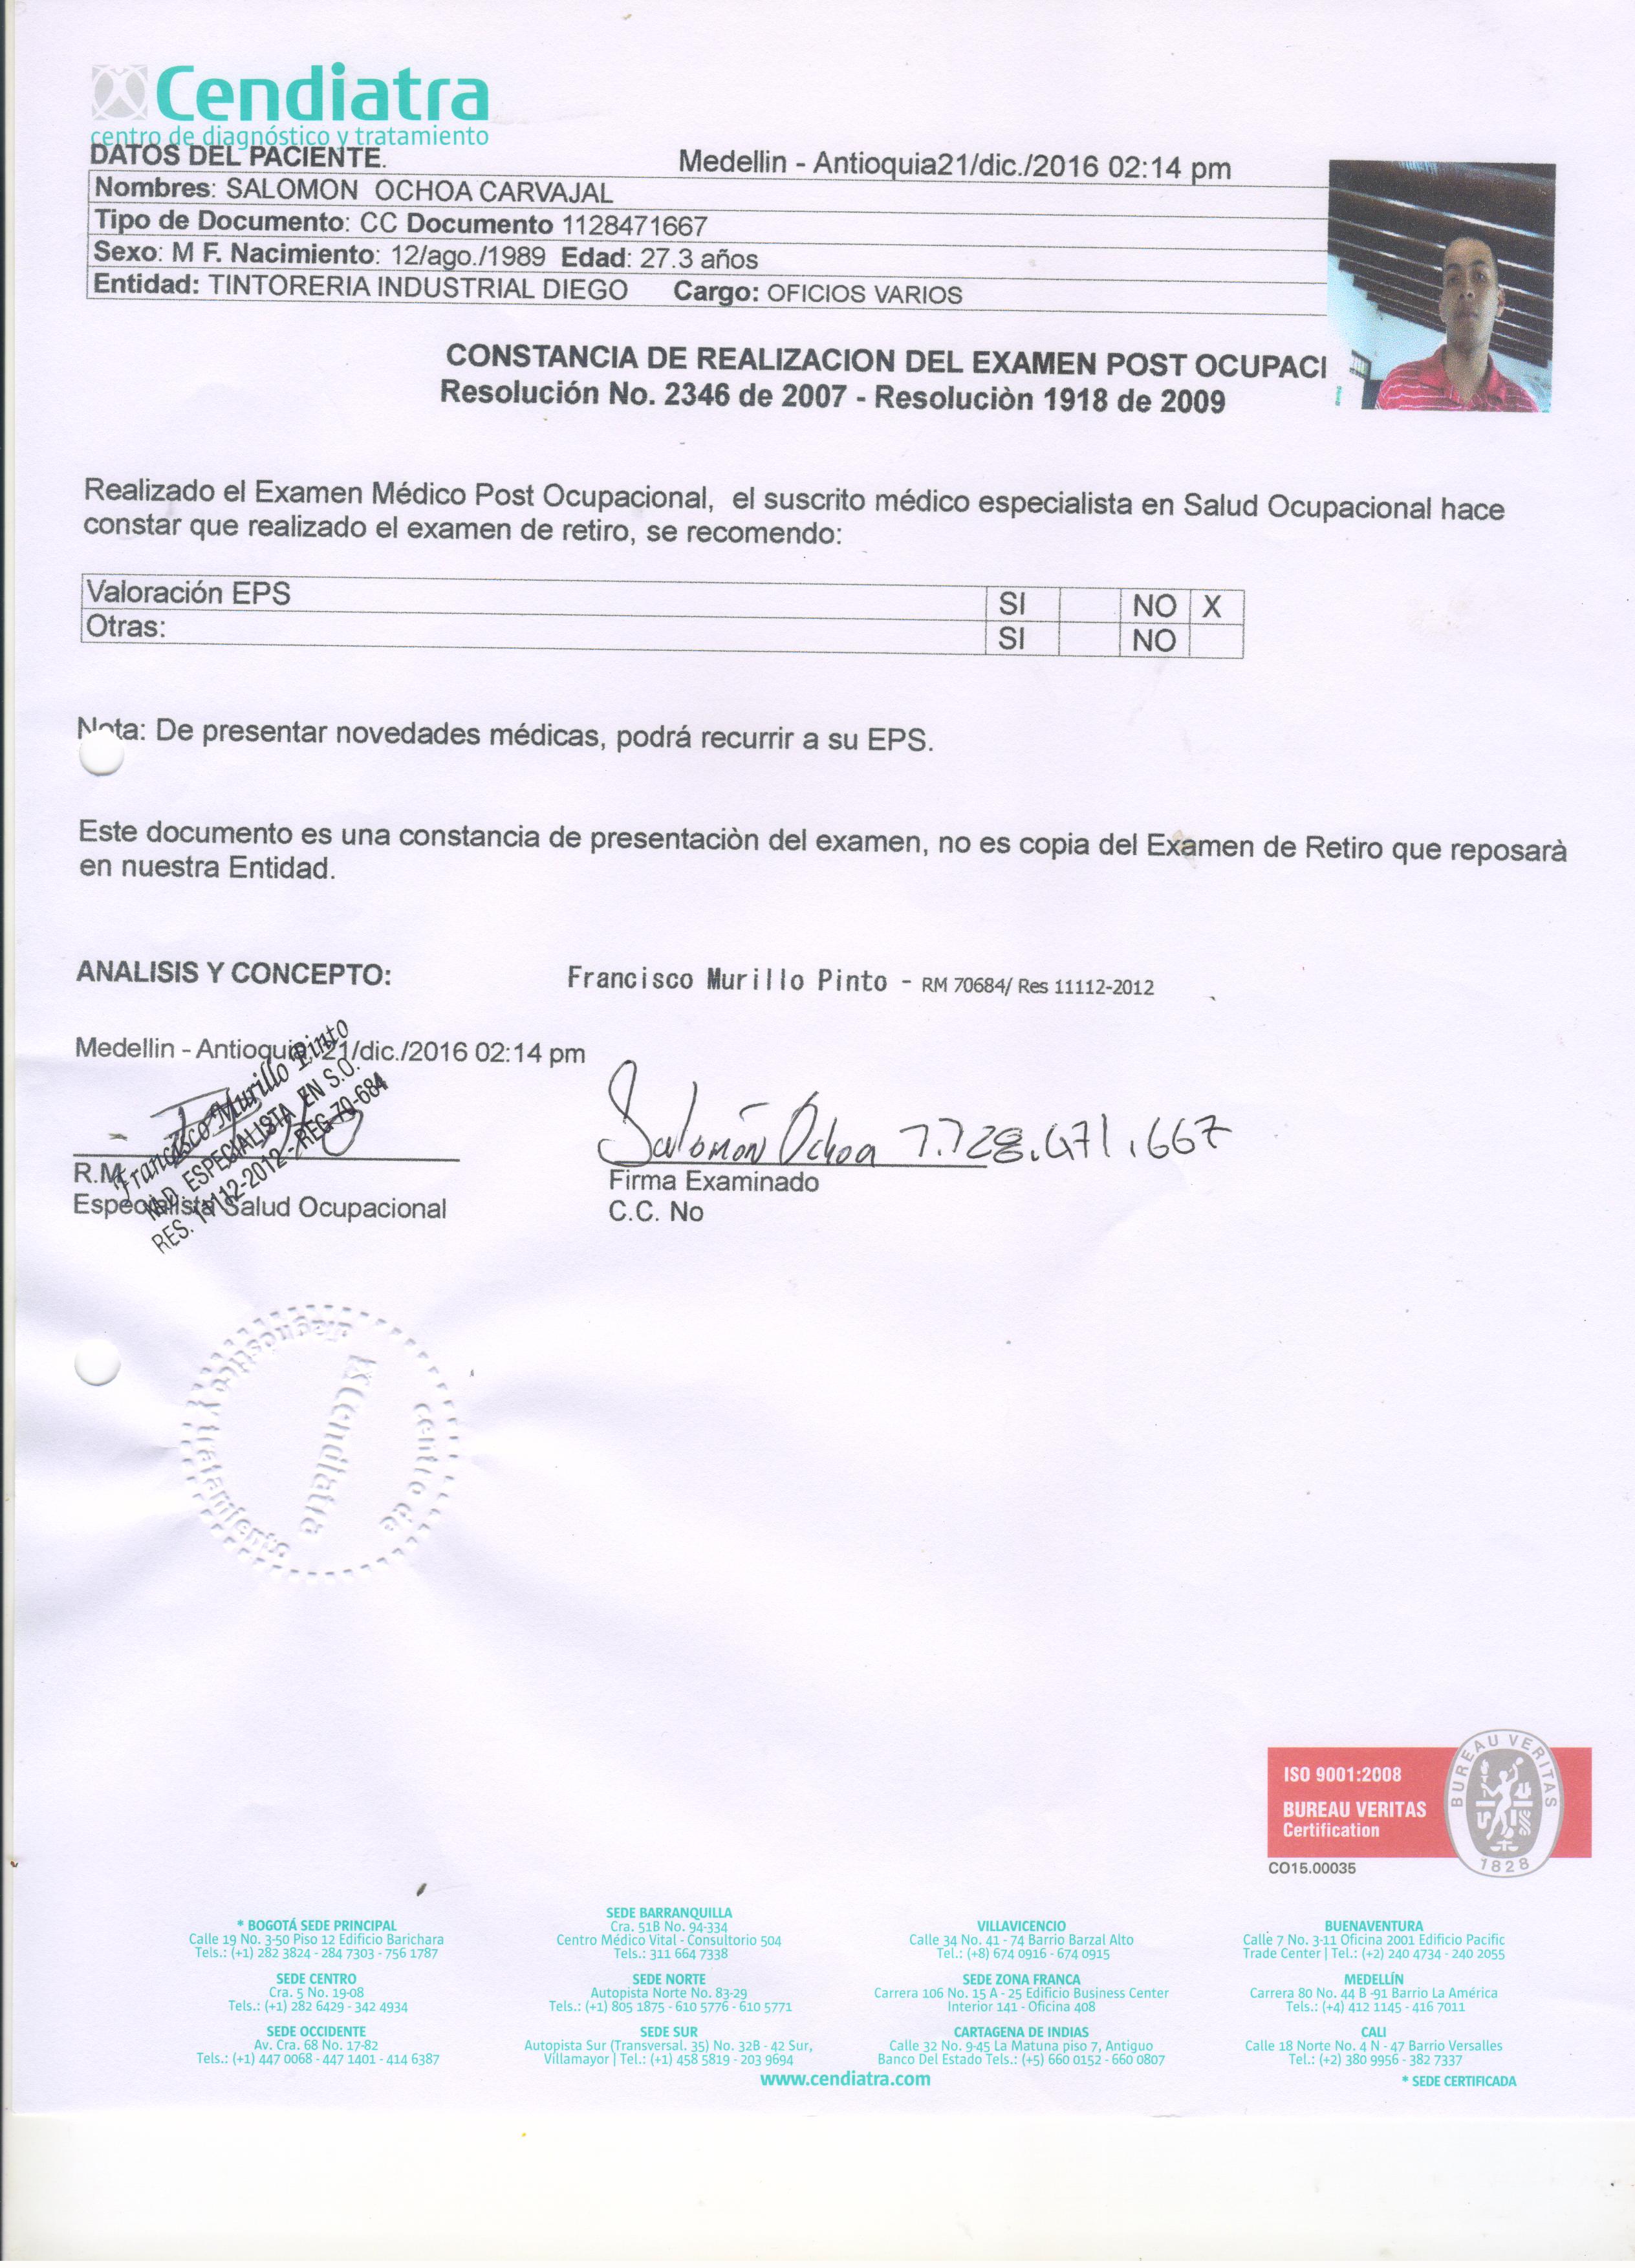 Cendiatra
centro de diagnóstico y tratamiento
DATOS DEL PACIENTE.
Medellin - Antioquia21/dic./2016 02:14 pm
Nombres: SALOMON OCHOA CARVAJAL
Tipo de Documento: CC Documento 1128471667
Sexo: M F. Nacimiento: 12/ago./1989 Edad: 27.3 años
Entidad: TINTORERIA INDUSTRIAL DIEGO Cargo: OFICIOS VARIOS
CONSTANCIA DE REALIZACION DEL EXAMEN POST OCUPACI
Resolución No. 2346 de 2007 - Resoluciòn 1918 de 2009
Realizado el Examen Médico Post Ocupacional, el suscrito médico especialista en Salud Ocupacional hace
constar que realizado el examen de retiro, se recomendo:
Valoración EPS SI NO X
Otras: SI NO
Nota: De presentar novedades médicas, podrá recurrir a su EPS.
Este documento es una constancia de presentaciòn del examen, no es copia del Examen de Retiro que reposarà
en nuestra Entidad.
ANALISIS Y CONCEPTO: Francisco Murillo Pinto - RM 70684/ Res 11112-2012
Medellin - Antioquia 21/dic./2016 02:14 pm
Francisco Murillo Pinto
M.D. ESPECIALISTA EN S.O.
RES. 11112-2012 - REG 70-684
Salomón Ochoa 1.128.471.667
R.M.
Especialista Salud Ocupacional
Firma Examinado
C.C. No
Cendiatra
centro de diagnóstico y tratamiento
ISO 9001:2008
BUREAU VERITAS
Certification
BUREAU VERITAS
1828
CO15.00035
* BOGOTÁ SEDE PRINCIPAL
Calle 19 No. 3-50 Piso 12 Edificio Barichara
Tels.: (+1) 282 3824 - 284 7303 - 756 1787
SEDE CENTRO
Cra. 5 No. 19-08
Tels.: (+1) 282 6429 - 342 4934
SEDE OCCIDENTE
Av. Cra. 68 No. 17-82
Tels.: (+1) 447 0068 - 447 1401 - 414 6387
SEDE BARRANQUILLA
Cra. 51B No. 94-334
Centro Médico Vital - Consultorio 504
Tels.: 311 664 7338
SEDE NORTE
Autopista Norte No. 83-29
Tels.: (+1) 805 1875 - 610 5776 - 610 5771
SEDE SUR
Autopista Sur (Transversal. 35) No. 32B - 42 Sur,
Villamayor | Tel.: (+1) 458 5819 - 203 9694
VILLAVICENCIO
Calle 34 No. 41 - 74 Barrio Barzal Alto
Tel.: (+8) 674 0916 - 674 0915
SEDE ZONA FRANCA
Carrera 106 No. 15 A - 25 Edificio Business Center
Interior 141 - Oficina 408
CARTAGENA DE INDIAS
Calle 32 No. 9-45 La Matuna piso 7, Antiguo
Banco Del Estado Tels.: (+5) 660 0152 - 660 0807
BUENAVENTURA
Calle 7 No. 3-11 Oficina 2001 Edificio Pacific
Trade Center | Tel.: (+2) 240 4734 - 240 2055
MEDELLÍN
Carrera 80 No. 44 B -91 Barrio La América
Tels.: (+4) 412 1145 - 416 7011
CALI
Calle 18 Norte No. 4 N - 47 Barrio Versalles
Tel.: (+2) 380 9956 - 382 7337
www.cendiatra.com
* SEDE CERTIFICADA